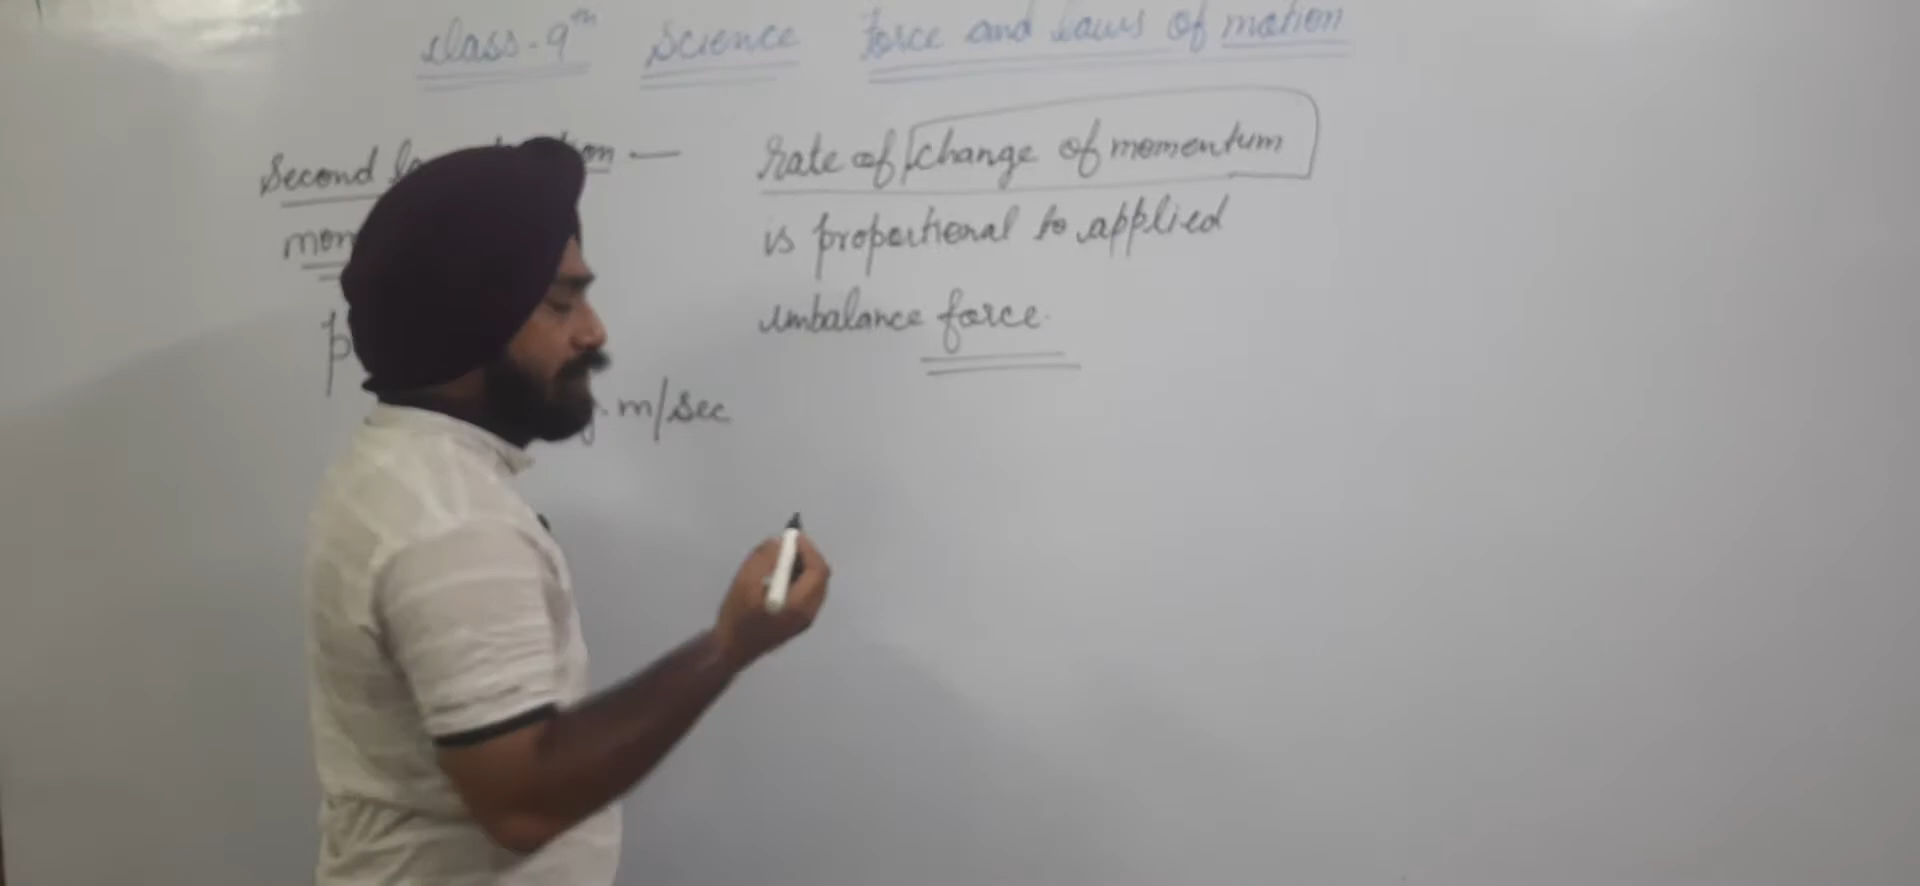 Class-9th Science Force and Laws of motion
Second
rate of change of momentum
is proportional to applied
unbalance force.
m/sec